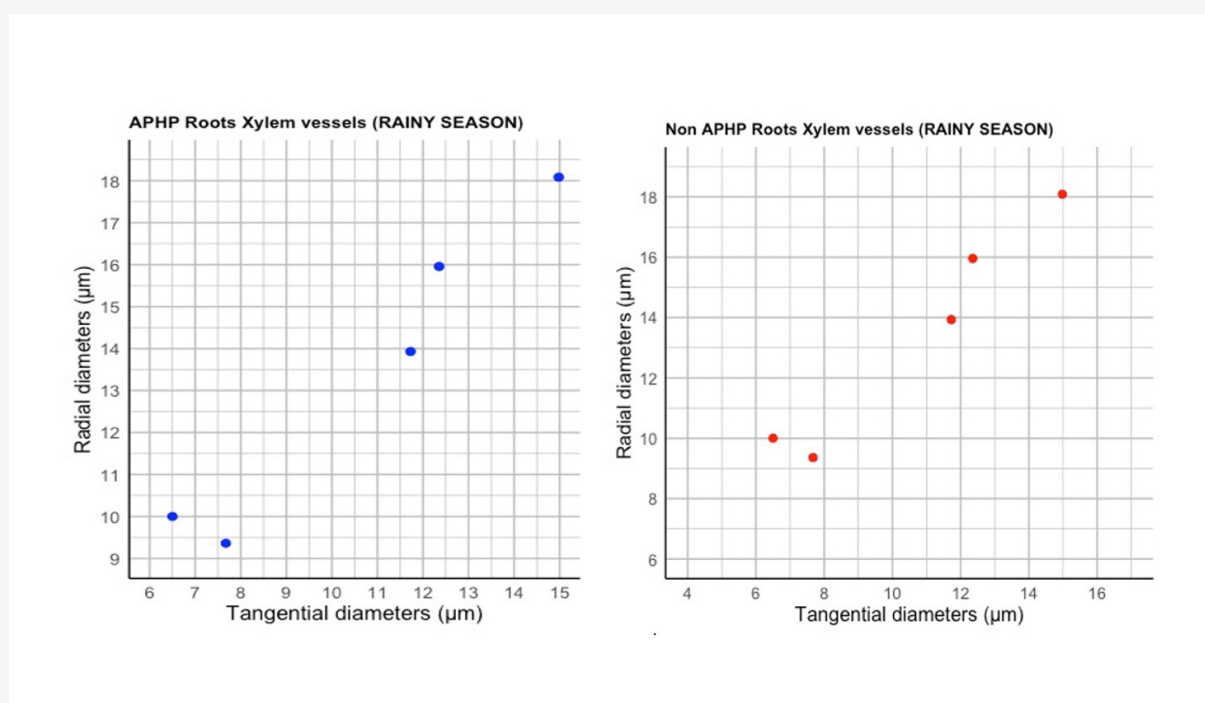 APHP Roots Xylem vessels (RAINY SEASON)
18
17
16
15
14
13
12
11
10
9
Radial diameters (µm)
6 7 8 9 10 11 12 13 14 15
Tangential diameters (µm)
Non APHP Roots Xylem vessels (RAINY SEASON)
18
16
14
12
10
8
6
Radial diameters (µm)
4 6 8 10 12 14 16
Tangential diameters (µm)
.